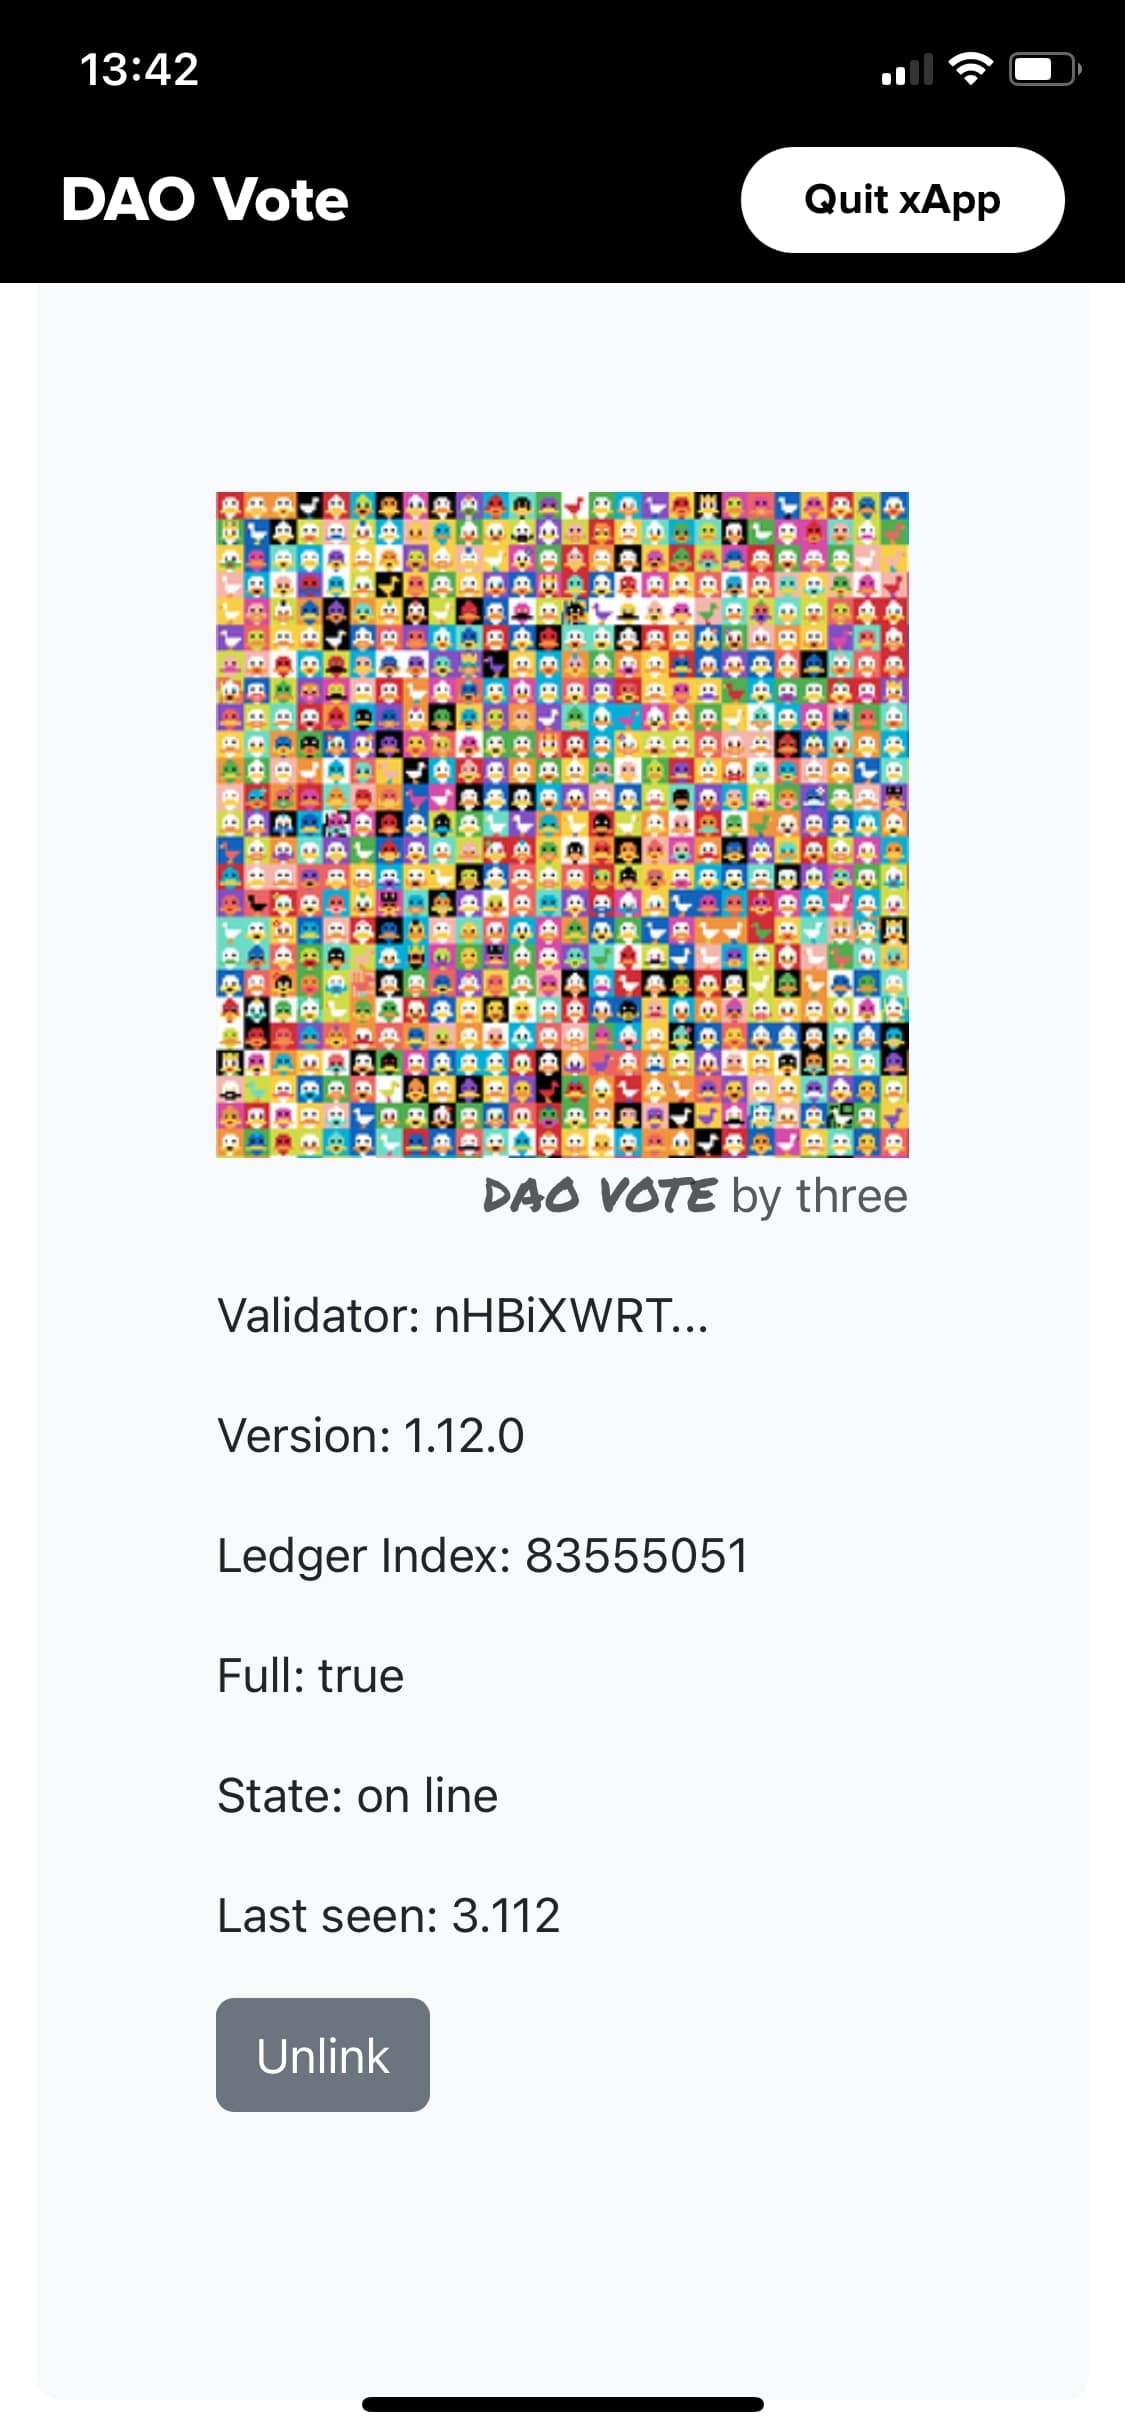 13:42
DAO Vote
Quit xApp
DAO VOTE by three
Validator: nHBiXWRT...
Version: 1.12.0
Ledger Index: 83555051
Full: true
State: on line
Last seen: 3.112
Unlink